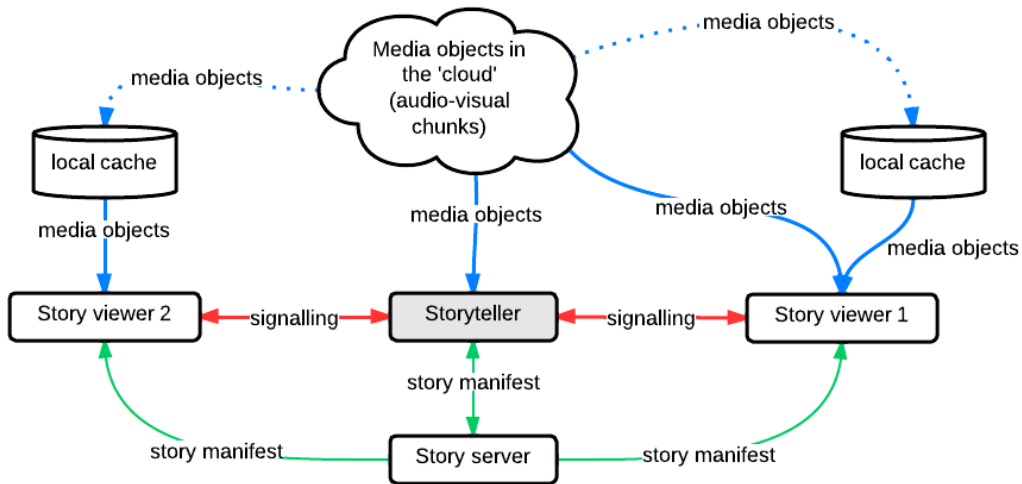 media objects
Media objects in
the 'cloud'
(audio-visual
chunks)
media objects
local cache
local cache
media objects
media objects
media objects
media objects
Story viewer 2
signalling
Storyteller
signalling
Story viewer 1
story manifest
story manifest
Story server
story manifest